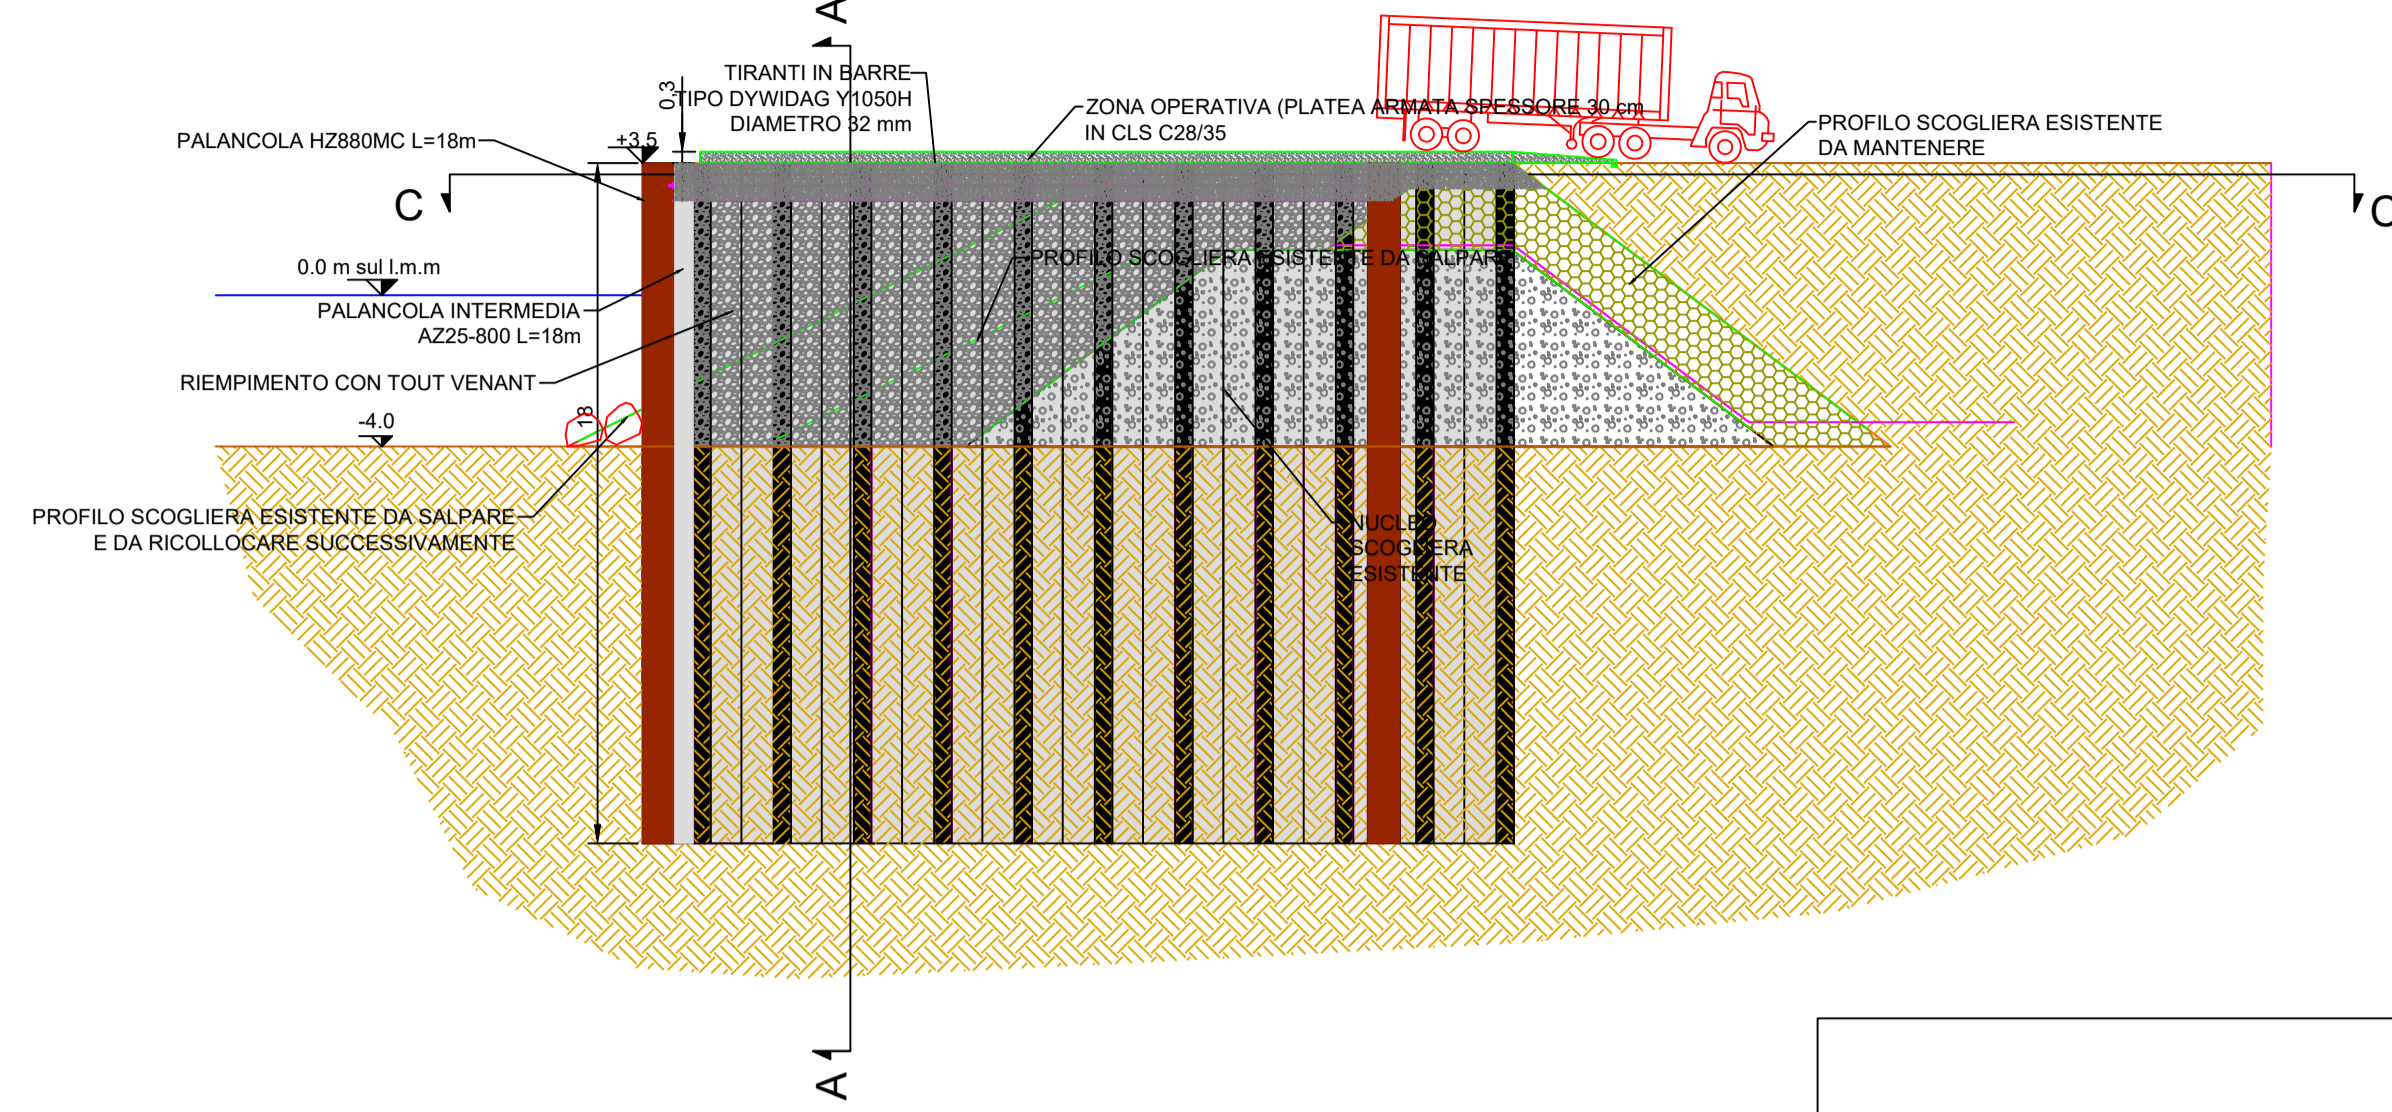 A
TIRANTI IN BARRE
TIPO DYWIDAG Y1050H
DIAMETRO 32 mm
0,3
ZONA OPERATIVA (PLATEA ARMATA SPESSORE 30 cm
IN CLS C28/35
PROFILO SCOGLIERA ESISTENTE
DA MANTENERE
PALANCOLA HZ880MC L=18m
+3.5
C
C
0.0 m sul l.m.m
PROFILO SCOGLIERA ESISTENTE DA SALPARE
PALANCOLA INTERMEDIA
AZ25-800 L=18m
RIEMPIMENTO CON TOUT VENANT
-4.0
18
PROFILO SCOGLIERA ESISTENTE DA SALPARE
E DA RICOLLOCARE SUCCESSIVAMENTE
NUCLEO
SCOGLIERA
ESISTENTE
A